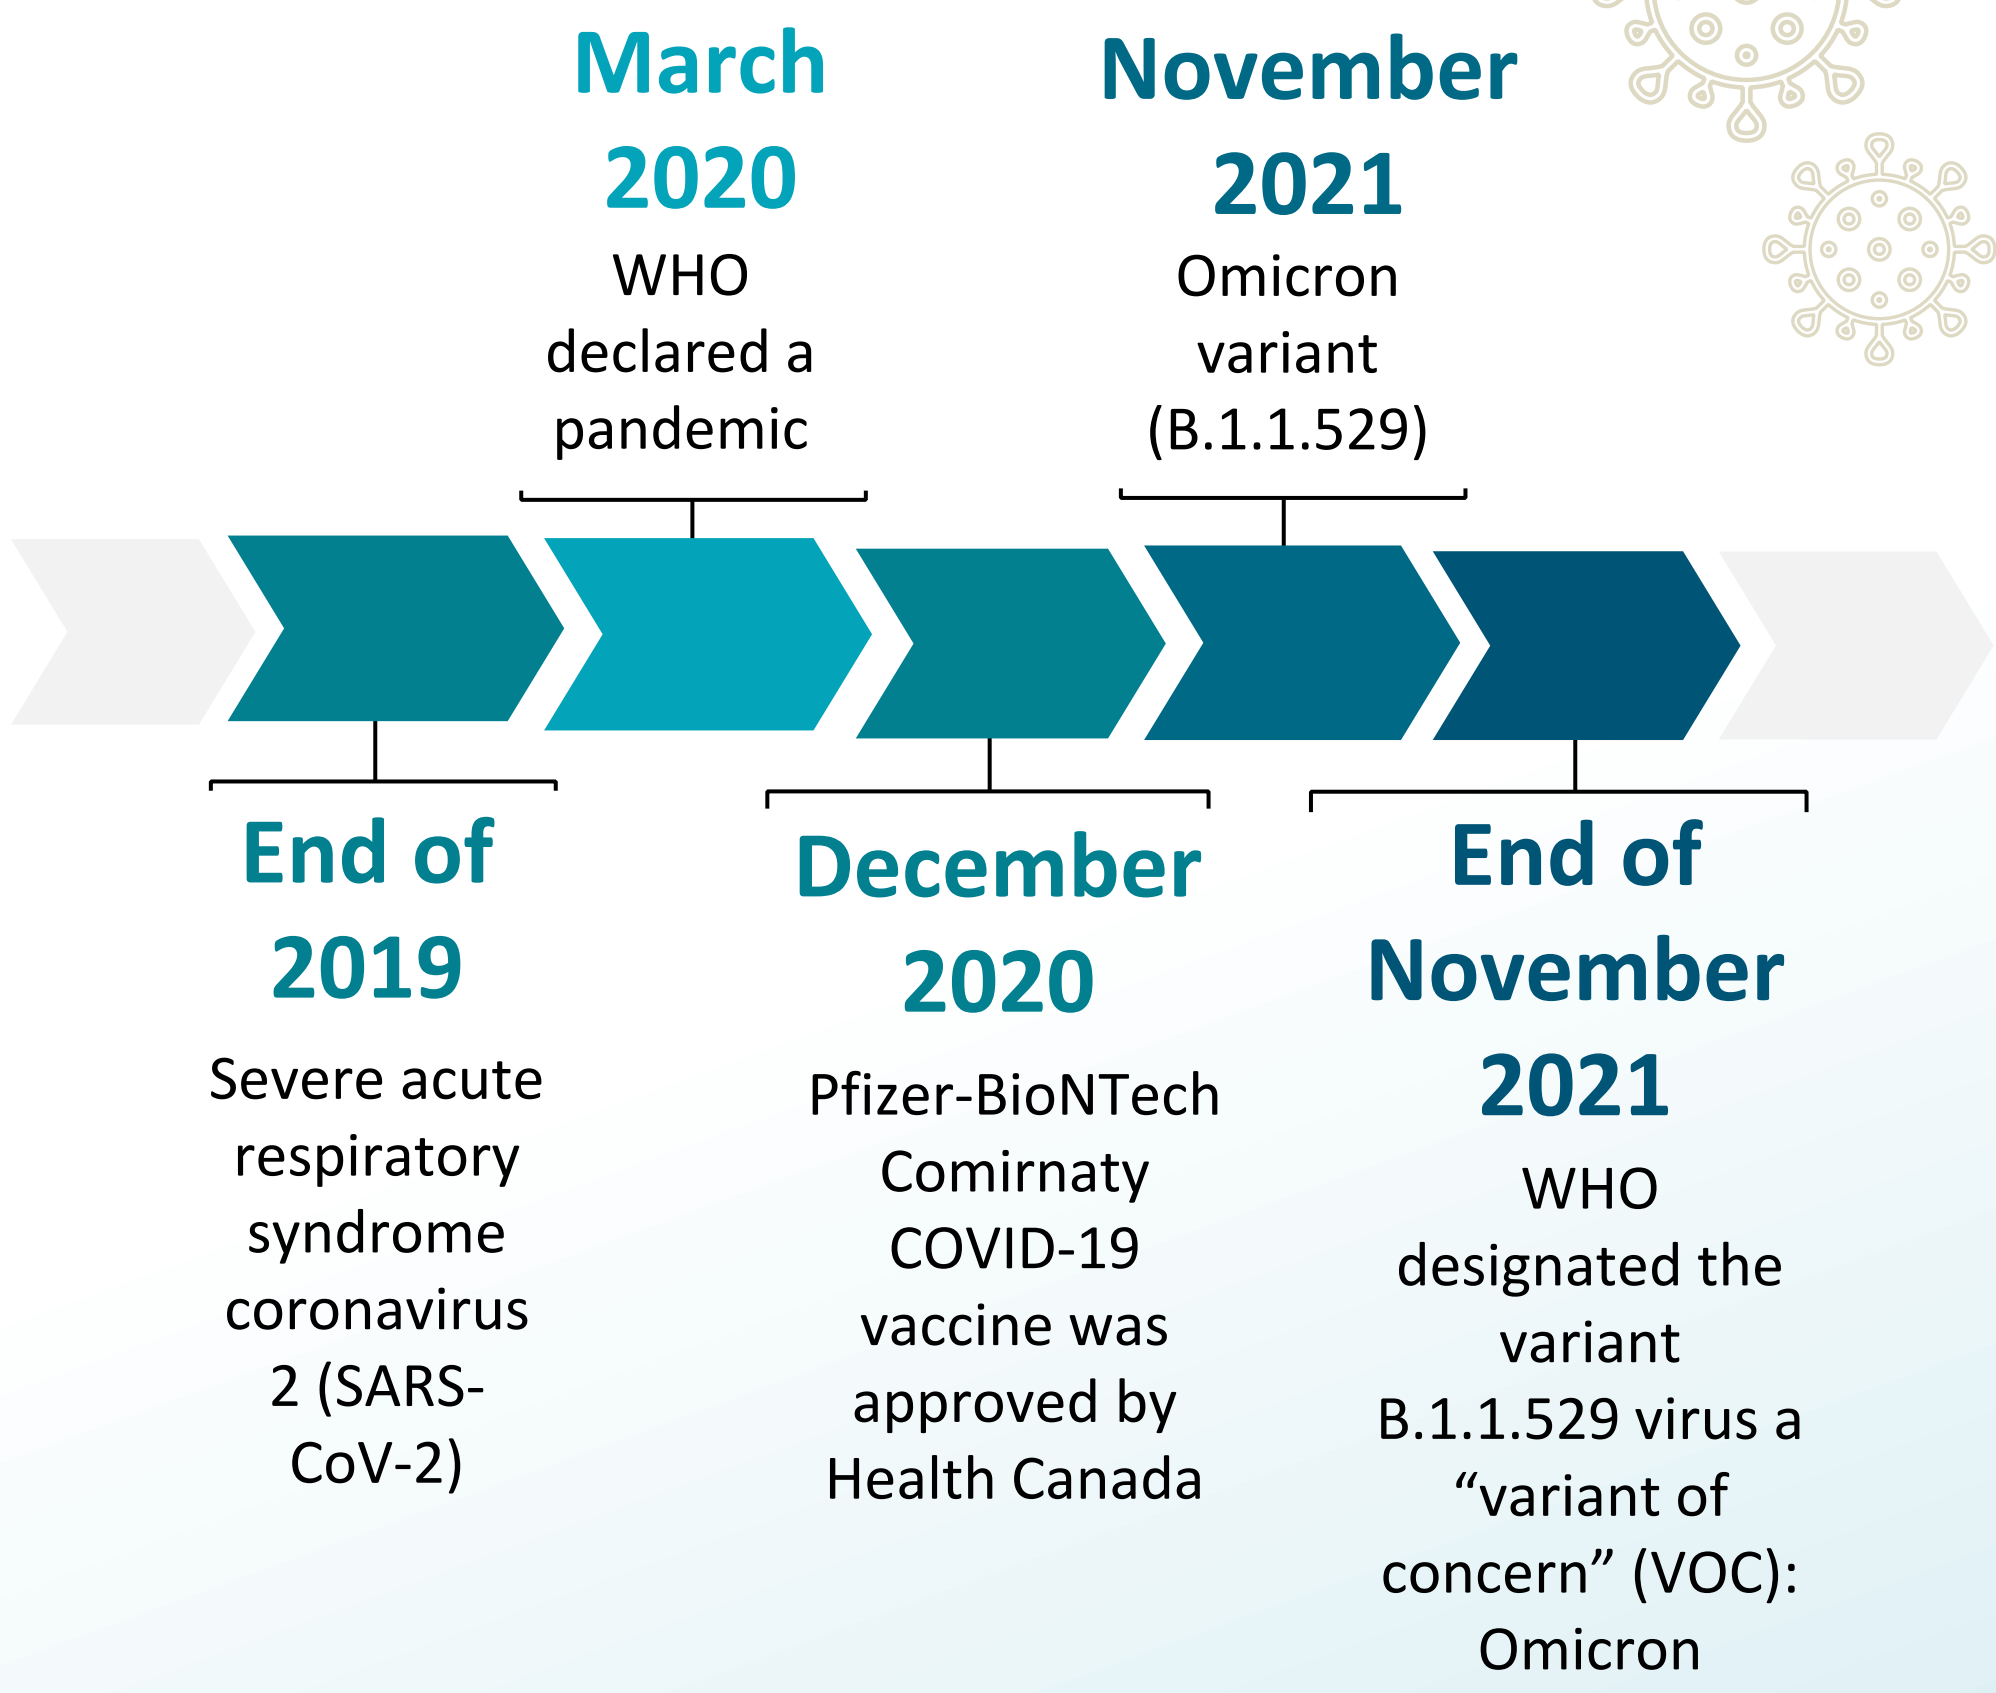 March
2020
WHO
declared a
pandemic
November
2021
Omicron
variant
(B.1.1.529)
End of
2019
Severe acute
respiratory
syndrome
coronavirus
2 (SARS-
CoV-2)
December
2020
Pfizer-BioNTech
Comirnaty
COVID-19
vaccine was
approved by
Health Canada
End of
November
2021
WHO
designated the
variant
B.1.1.529 virus a
“variant of
concern” (VOC):
Omicron